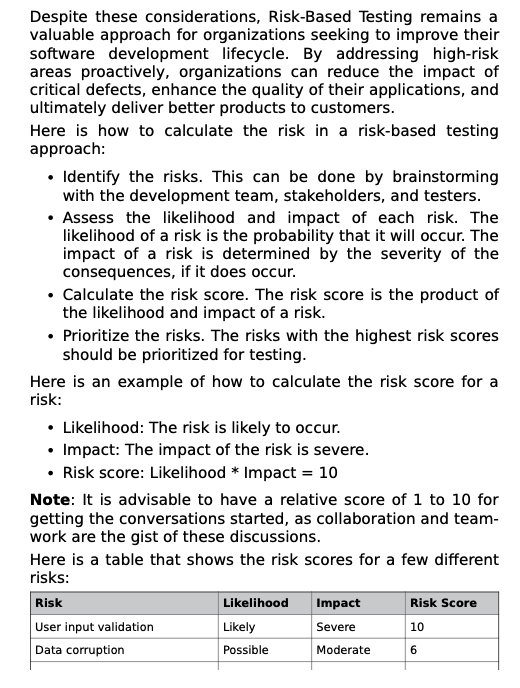 Despite these considerations, Risk-Based Testing remains a
valuable approach for organizations seeking to improve their
software development lifecycle. By addressing high-risk
areas proactively, organizations can reduce the impact of
critical defects, enhance the quality of their applications, and
ultimately deliver better products to customers.
Here is how to calculate the risk in a risk-based testing
approach:
• Identify the risks. This can be done by brainstorming
with the development team, stakeholders, and testers.
• Assess the likelihood and impact of each risk. The
likelihood of a risk is the probability that it will occur. The
impact of a risk is determined by the severity of the
consequences, if it does occur.
• Calculate the risk score. The risk score is the product of
the likelihood and impact of a risk.
• Prioritize the risks. The risks with the highest risk scores
should be prioritized for testing.
Here is an example of how to calculate the risk score for a
risk:
• Likelihood: The risk is likely to occur.
• Impact: The impact of the risk is severe.
• Risk score: Likelihood * Impact = 10
Note: It is advisable to have a relative score of 1 to 10 for
getting the conversations started, as collaboration and team-
work are the gist of these discussions.
Here is a table that shows the risk scores for a few different
risks:
Risk Likelihood Impact Risk Score
User input validation Likely Severe 10
Data corruption Possible Moderate 6